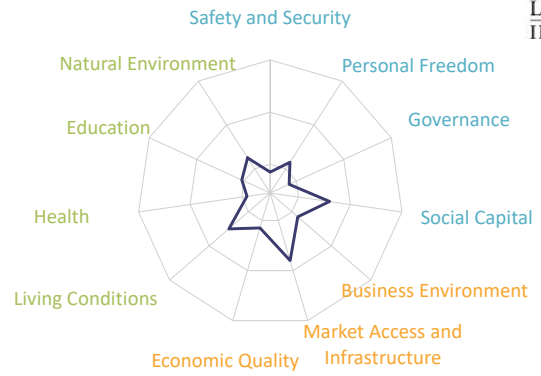 Safety and Security
Natural Environment
Personal Freedom
Education
Governance
Health
Social Capital
Living Conditions
Business Environment
Market Access and
Infrastructure
Economic Quality